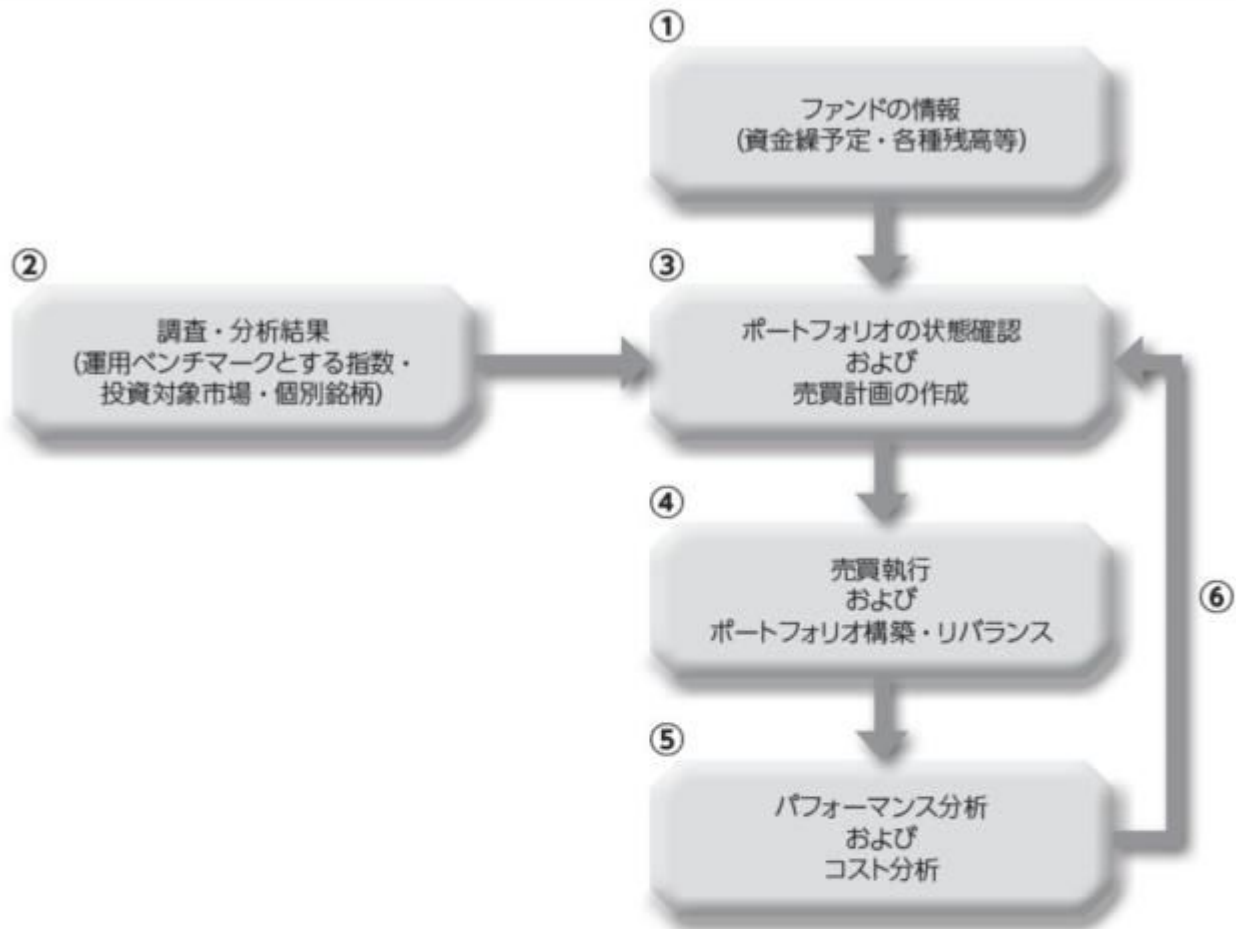 ①
ファンドの情報
(資金繰予定・各種残高等)
②
調査・分析結果
(運用ベンチマークとする指数・
投資対象市場・個別銘柄)
③
ポートフォリオの状態確認
および
売買計画の作成
④
売買執行
および
ポートフォリオ構築・リバランス
⑤
パフォーマンス分析
および
コスト分析
⑥